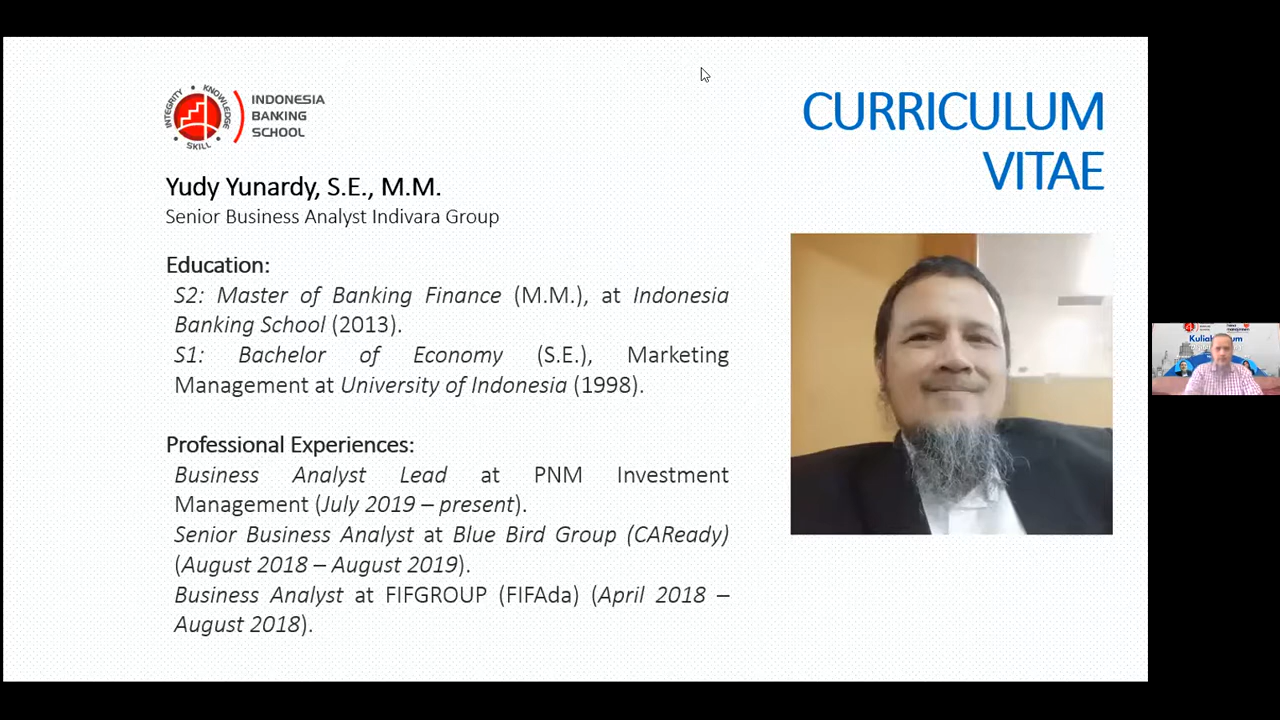 INTEGRITY KNOWLEDGE SKILL
INDONESIA
BANKING
SCHOOL
CURRICULUM
VITAE
Yudy Yunardy, S.E., M.M.
Senior Business Analyst Indivara Group
Education:
S2: Master of Banking Finance (M.M.), at Indonesia
Banking School (2013).
S1: Bachelor of Economy (S.E.), Marketing
Management at University of Indonesia (1998).
Professional Experiences:
Business Analyst Lead at PNM Investment
Management (July 2019 – present).
Senior Business Analyst at Blue Bird Group (CAReady)
(August 2018 – August 2019).
Business Analyst at FIFGROUP (FIFAda) (April 2018 –
August 2018).